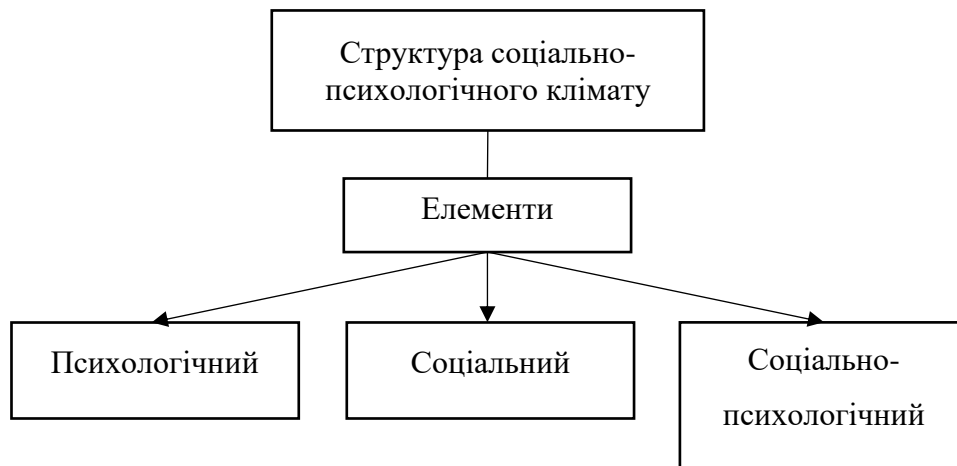 Структура соціально-
психологічного клімату
Елементи
Психологічний
Соціальний
Соціально-
психологічний